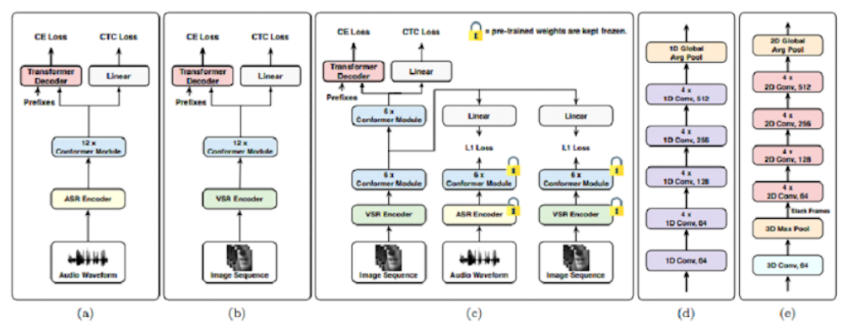 CE Loss
CTC Loss
Transformer
Decoder
Linear
Prefixes
12 x
Conformer Module
ASR Encoder
Audio Waveform
(a)
CE Loss
CTC Loss
Transformer
Decoder
Linear
Prefixes
12 x
Conformer Module
VSR Encoder
Image Sequence
(b)
= pre-trained weights are kept frozen.
CE Loss
CTC Loss
Transformer
Decoder
Linear
Prefixes
6 x
Conformer Module
Linear
Linear
L1 Loss
L1 Loss
6 x
Conformer Module
6 x
Conformer Module
6 x
Conformer Module
VSR Encoder
ASR Encoder
VSR Encoder
Image Sequence
Audio Waveform
Image Sequence
(c)
1D Global
Avg Pool
4 x
1D Conv, 512
4 x
1D Conv, 256
4 x
1D Conv, 128
4 x
1D Conv, 64
1D Conv, 64
(d)
2D Global
Avg Pool
4 x
2D Conv, 512
4 x
2D Conv, 256
4 x
2D Conv, 128
4 x
2D Conv, 64
Stack Frames
3D Max Pool
3D Conv, 64
(e)